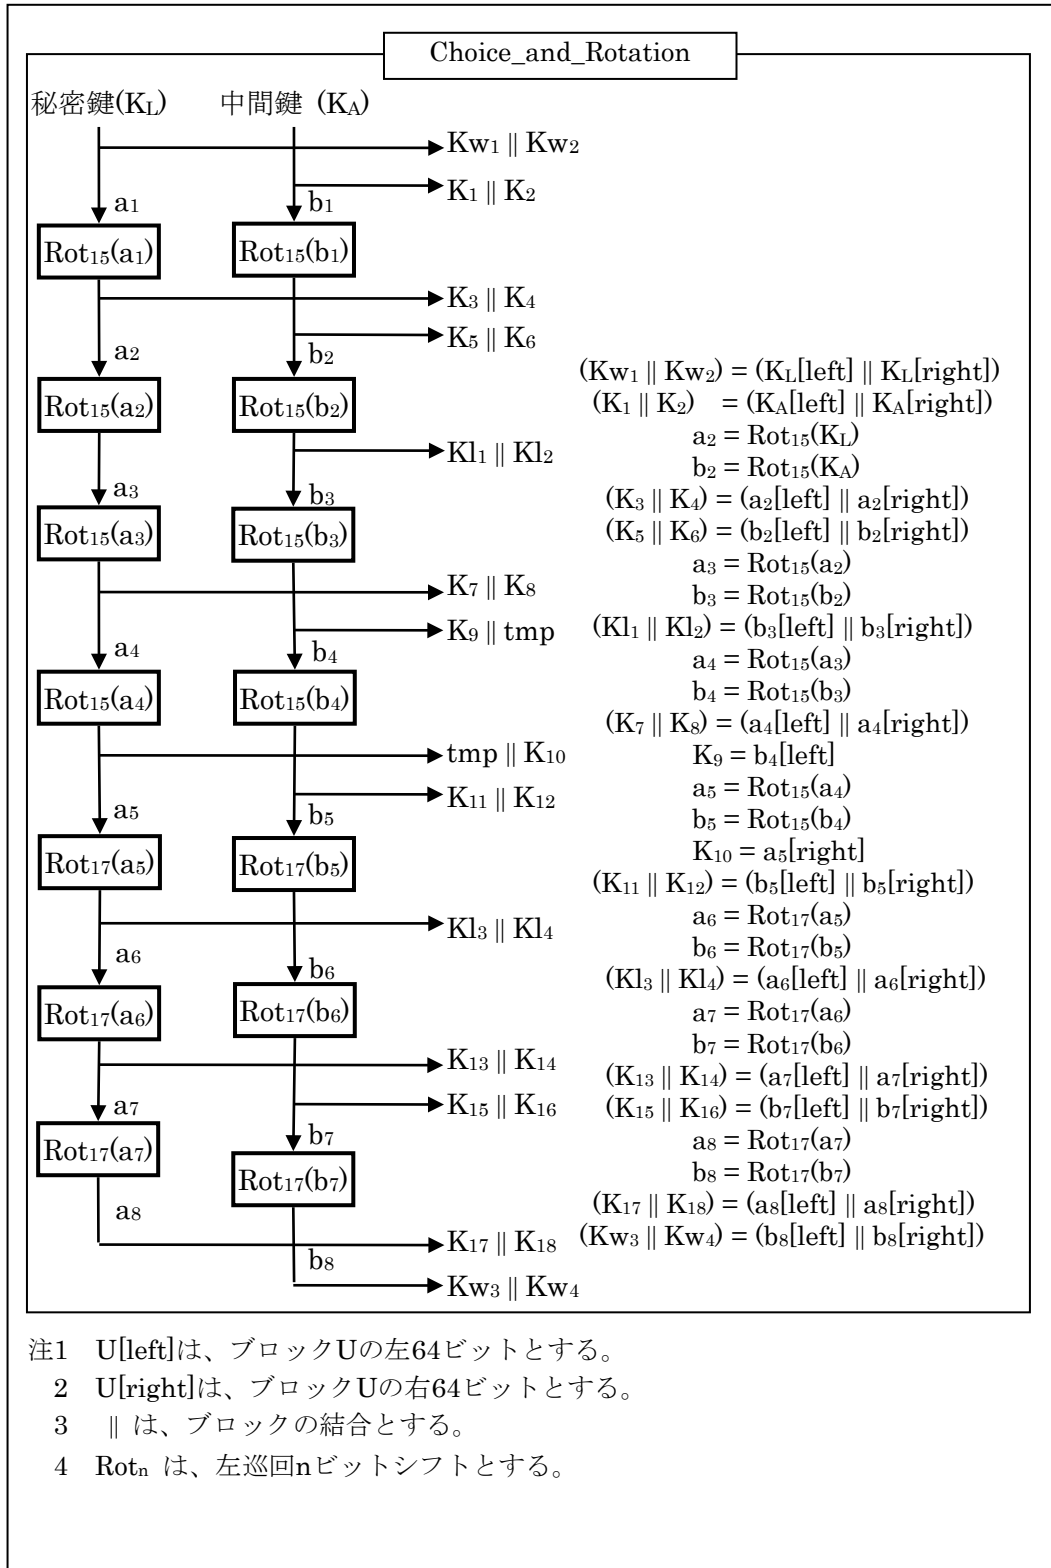 Choice_and_Rotation
秘密鍵(KL) 中間鍵 (KA)
Kw1 ∥ Kw2
K1 ∥ K2
a1 b1
Rot15(a1) Rot15(b1)
K3 ∥ K4
K5 ∥ K6
a2 b2
Rot15(a2) Rot15(b2)
Kl1 ∥ Kl2
a3 b3
Rot15(a3) Rot15(b3)
K7 ∥ K8
K9 ∥ tmp
a4 b4
Rot15(a4) Rot15(b4)
tmp ∥ K10
K11 ∥ K12
a5 b5
Rot17(a5) Rot17(b5)
Kl3 ∥ Kl4
a6 b6
Rot17(a6) Rot17(b6)
K13 ∥ K14
K15 ∥ K16
a7 b7
Rot17(a7) Rot17(b7)
a8
K17 ∥ K18
b8
Kw3 ∥ Kw4
(Kw1 ∥ Kw2) = (KL[left] ∥ KL[right])
(K1 ∥ K2) = (KA[left] ∥ KA[right])
a2 = Rot15(KL)
b2 = Rot15(KA)
(K3 ∥ K4) = (a2[left] ∥ a2[right])
(K5 ∥ K6) = (b2[left] ∥ b2[right])
a3 = Rot15(a2)
b3 = Rot15(b2)
(Kl1 ∥ Kl2) = (b3[left] ∥ b3[right])
a4 = Rot15(a3)
b4 = Rot15(b3)
(K7 ∥ K8) = (a4[left] ∥ a4[right])
K9 = b4[left]
a5 = Rot15(a4)
b5 = Rot15(b4)
K10 = a5[right]
(K11 ∥ K12) = (b5[left] ∥ b5[right])
a6 = Rot17(a5)
b6 = Rot17(b5)
(Kl3 ∥ Kl4) = (a6[left] ∥ a6[right])
a7 = Rot17(a6)
b7 = Rot17(b6)
(K13 ∥ K14) = (a7[left] ∥ a7[right])
(K15 ∥ K16) = (b7[left] ∥ b7[right])
a8 = Rot17(a7)
b8 = Rot17(b7)
(K17 ∥ K18) = (a8[left] ∥ a8[right])
(Kw3 ∥ Kw4) = (b8[left] ∥ b8[right])
注1 U[left]は、ブロックUの左64ビットとする。
2 U[right]は、ブロックUの右64ビットとする。
3 ∥ は、ブロックの結合とする。
4 Rotn は、左巡回nビットシフトとする。